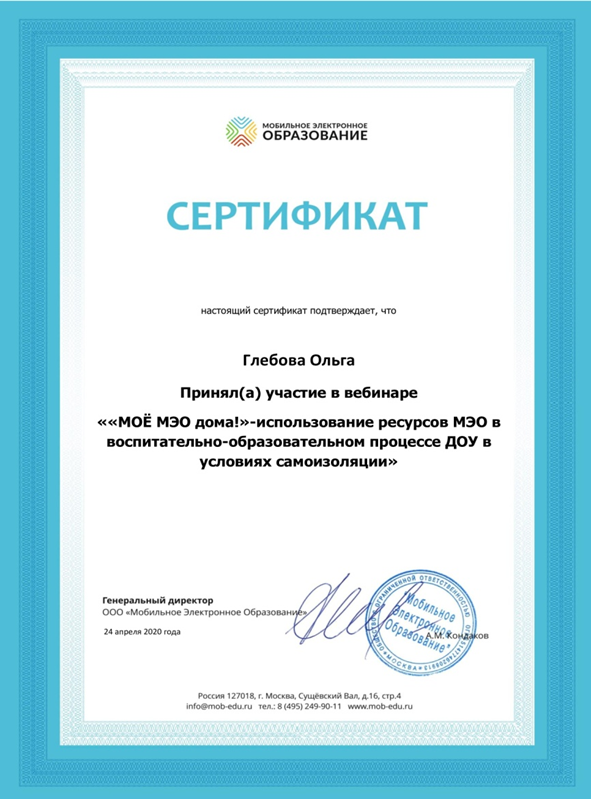 МОБИЛЬНОЕ ЭЛЕКТРОННОЕ
ОБРАЗОВАНИЕ
СЕРТИФИКАТ
настоящий сертификат подтверждает, что
Глебова Ольга
Принял(а) участие в вебинаре
««МОЁ МЭО дома!»-использование ресурсов МЭО в
воспитательно-образовательном процессе ДОУ в
условиях самоизоляции»
Генеральный директор
ООО «Мобильное Электронное Образование»
24 апреля 2020 года
А.М. Кондаков
ОБЩЕСТВО С ОГРАНИЧЕННОЙ ОТВЕТСТВЕННОСТЬЮ
МОСКВА
Мобильное
Электронное
Образование
Россия 127018, г. Москва, Сущёвский Вал, д.16, стр.4
info@mob-edu.ru тел.: 8 (495) 249-90-11 www.mob-edu.ru